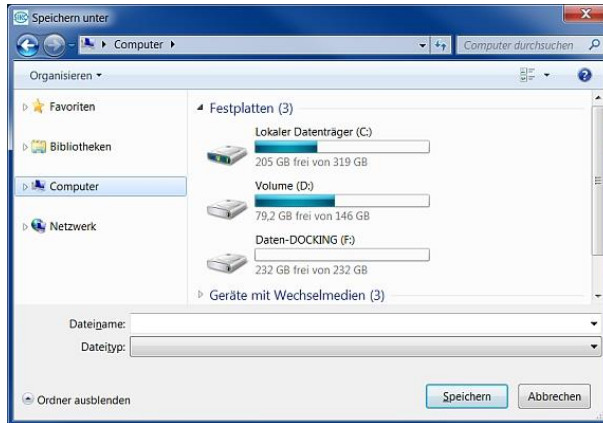 Speichern unter
Computer
Computer durchsuchen
Organisieren
Favoriten
Bibliotheken
Computer
Netzwerk
Festplatten (3)
Lokaler Datenträger (C:)
205 GB frei von 319 GB
Volume (D:)
79,2 GB frei von 146 GB
Daten-DOCKING (F:)
232 GB frei von 232 GB
Geräte mit Wechselmedien (3)
Dateiname:
Dateityp:
Ordner ausblenden
Speichern
Abbrechen